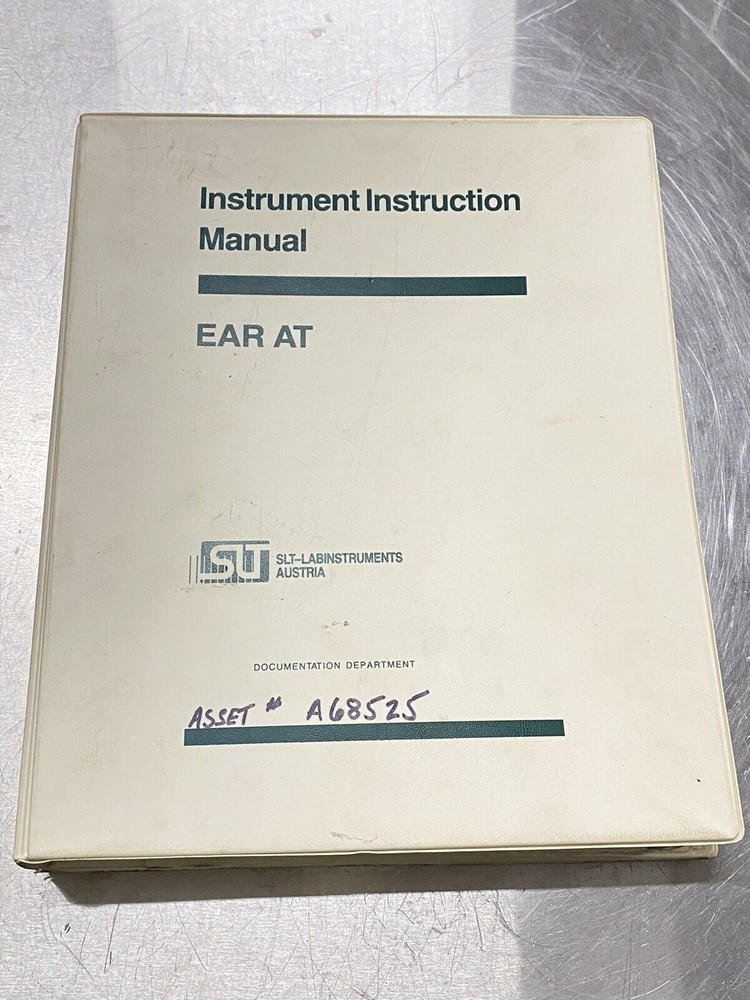 Instrument Instruction
Manual
EAR AT
SLT SLT-LABINSTRUMENTS
AUSTRIA
DOCUMENTATION DEPARTMENT
ASSET # A68525